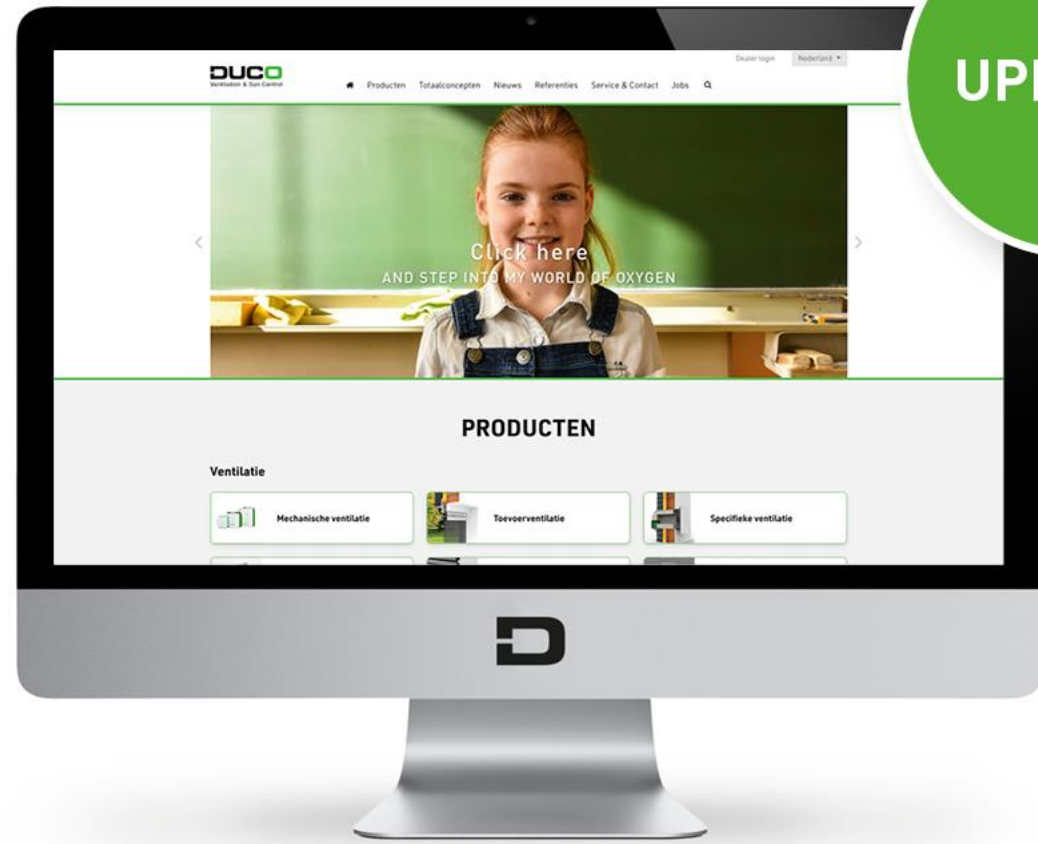 Dealer login Nederland
DUCO
Ventilation & Sun Control
Producten Totaalconcepten Nieuws Referenties Service & Contact Jobs
Click here
AND STEP INTO MY WORLD OF OXYGEN
PRODUCTEN
Ventilatie
Mechanische ventilatie Toevoerventilatie Specifieke ventilatie
D